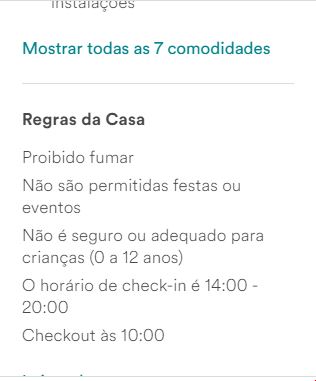 instalações
Mostrar todas as 7 comodidades
Regras da Casa
Proibido fumar
Não são permitidas festas ou
eventos
Não é seguro ou adequado para
crianças (0 a 12 anos)
O horário de check-in é 14:00 -
20:00
Checkout às 10:00